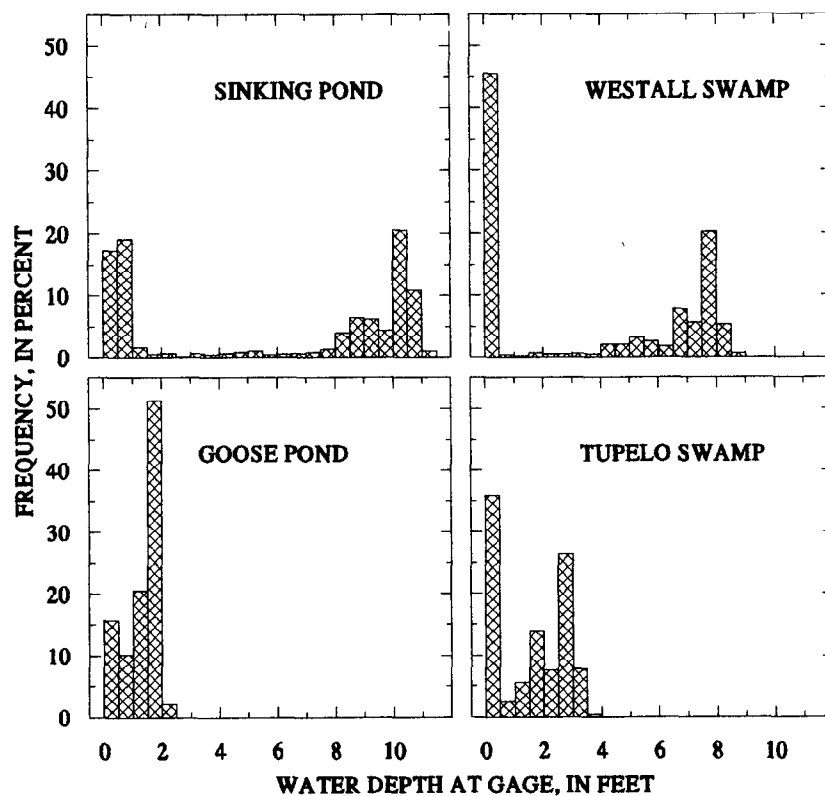 50
40
30
20
10
0
SINKING POND
WESTALL SWAMP
FREQUENCY, IN PERCENT
50
40
30
20
10
0
GOOSE POND
TUPELO SWAMP
0 2 4 6 8 10
0 2 4 6 8 10
WATER DEPTH AT GAGE, IN FEET